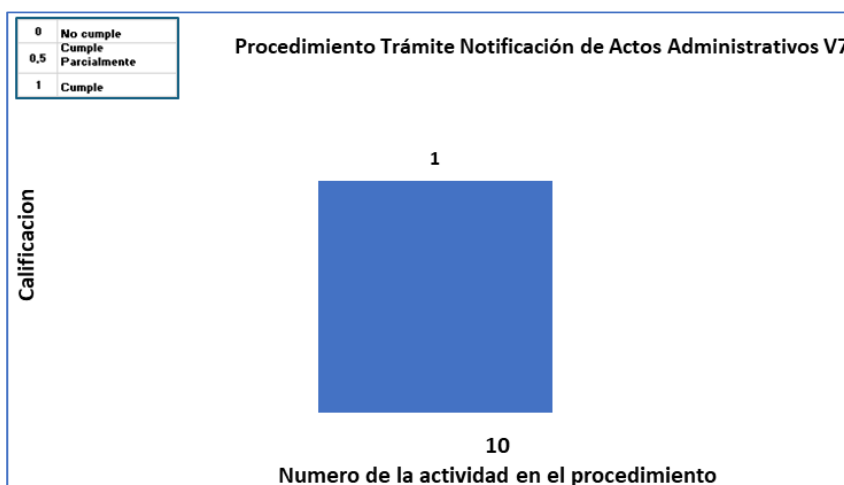 0 No cumple
0,5 Cumple
Parcialmente
1 Cumple
Procedimiento Trámite Notificación de Actos Administrativos V7
1
Calificacion
10
Numero de la actividad en el procedimiento